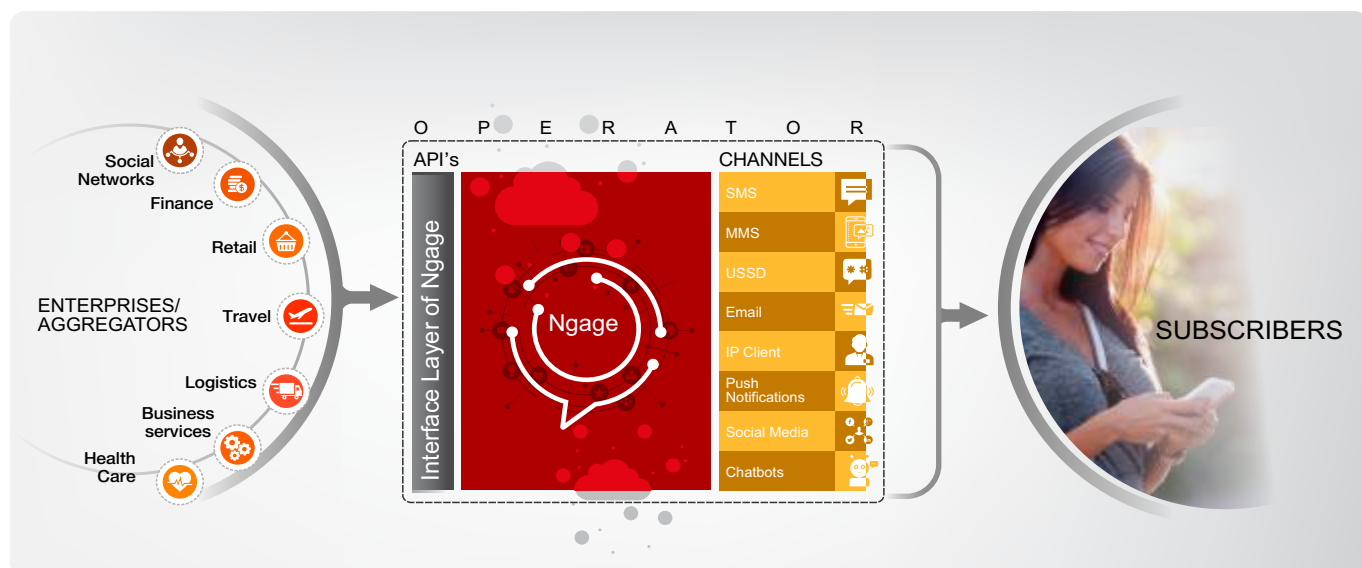 O P E R A T O R
Social
Networks
Finance
Retail
ENTERPRISES/
AGGREGATORS
Travel
Logistics
Business
services
Health
Care
API's
Interface Layer of Ngage
Ngage
CHANNELS
SMS
MMS
USSD
Email
IP Client
Push
Notifications
Social Media
Chatbots
SUBSCRIBERS